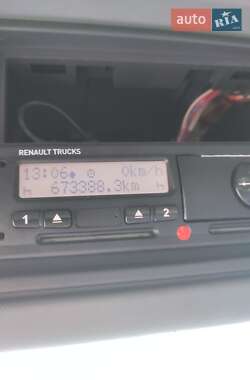 AUTO RIA
RENAULT TRUCKS
13:06 0km/h
673388.3km
1 2